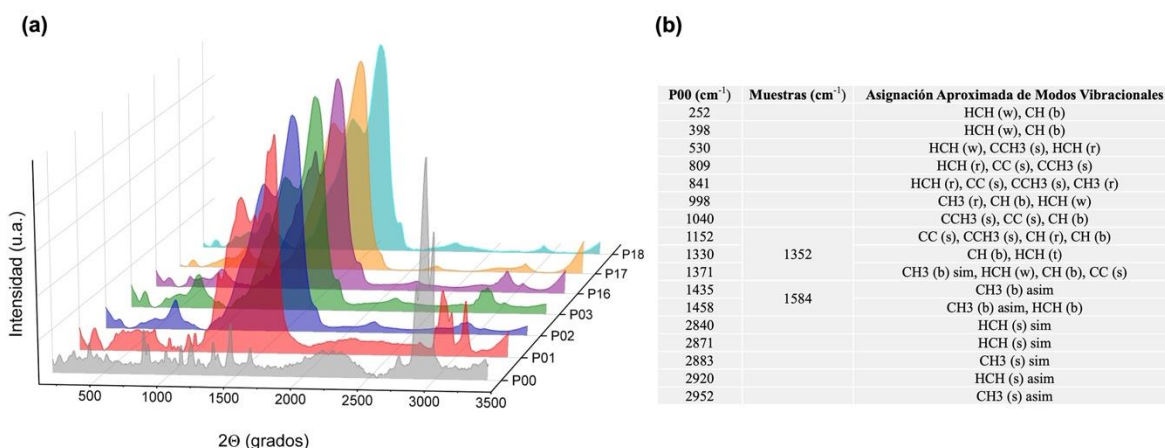 (a)
Intensidad (u.a.)
500
1000
1500
2000
2500
3000
3500
2Θ (grados)
P00
P01
P02
P03
P16
P17
P18
(b)
P00 (cm-1) Muestras (cm-1) Asignación Aproximada de Modos Vibracionales
252 HCH (w), CH (b)
398 HCH (w), CH (b)
530 HCH (w), CCH3 (s), HCH (r)
809 HCH (r), CC (s), CCH3 (s)
841 HCH (r), CC (s), CCH3 (s), CH3 (r)
998 CH3 (r), CH (b), HCH (w)
1040 CCH3 (s), CC (s), CH (b)
1152 CC (s), CCH3 (s), CH (r), CH (b)
1330 1352 CH (b), HCH (t)
1371 CH3 (b) sim, HCH (w), CH (b), CC (s)
1435 1584 CH3 (b) asim
1458 CH3 (b) asim, HCH (b)
2840 HCH (s) sim
2871 HCH (s) sim
2883 CH3 (s) sim
2920 HCH (s) asim
2952 CH3 (s) asim